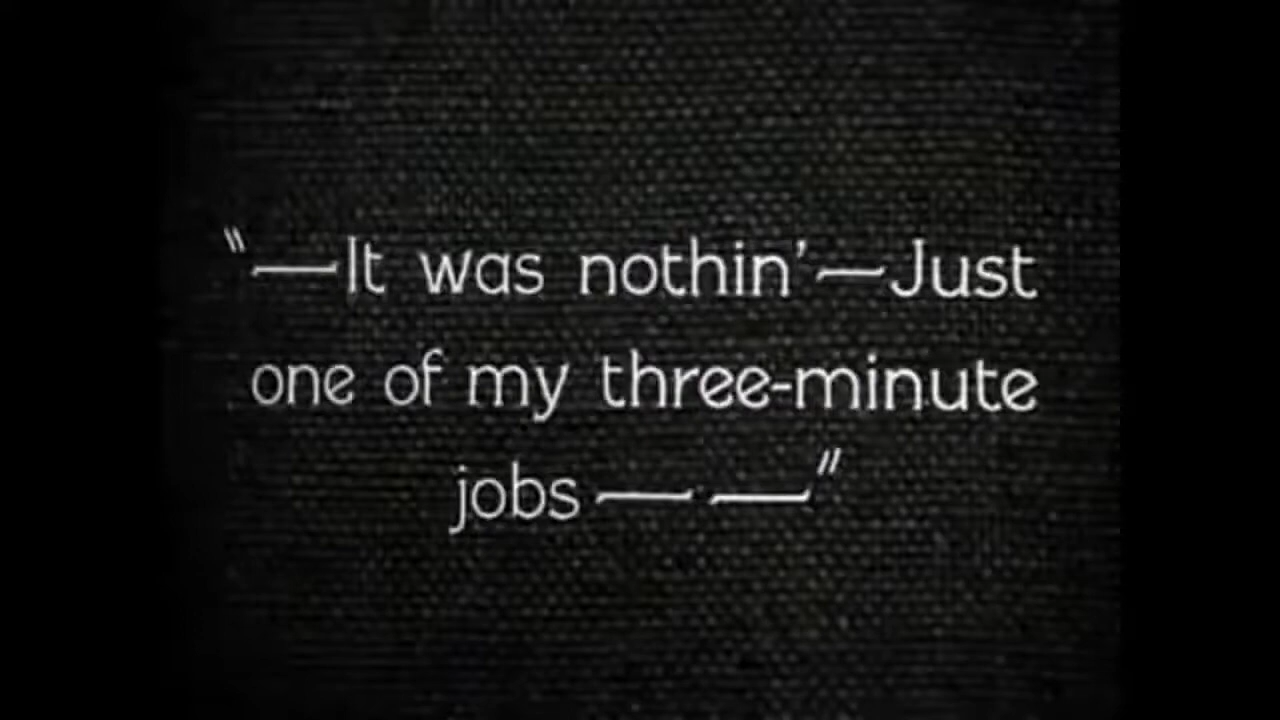 “—It was nothin’—Just
one of my three-minute
jobs — —”